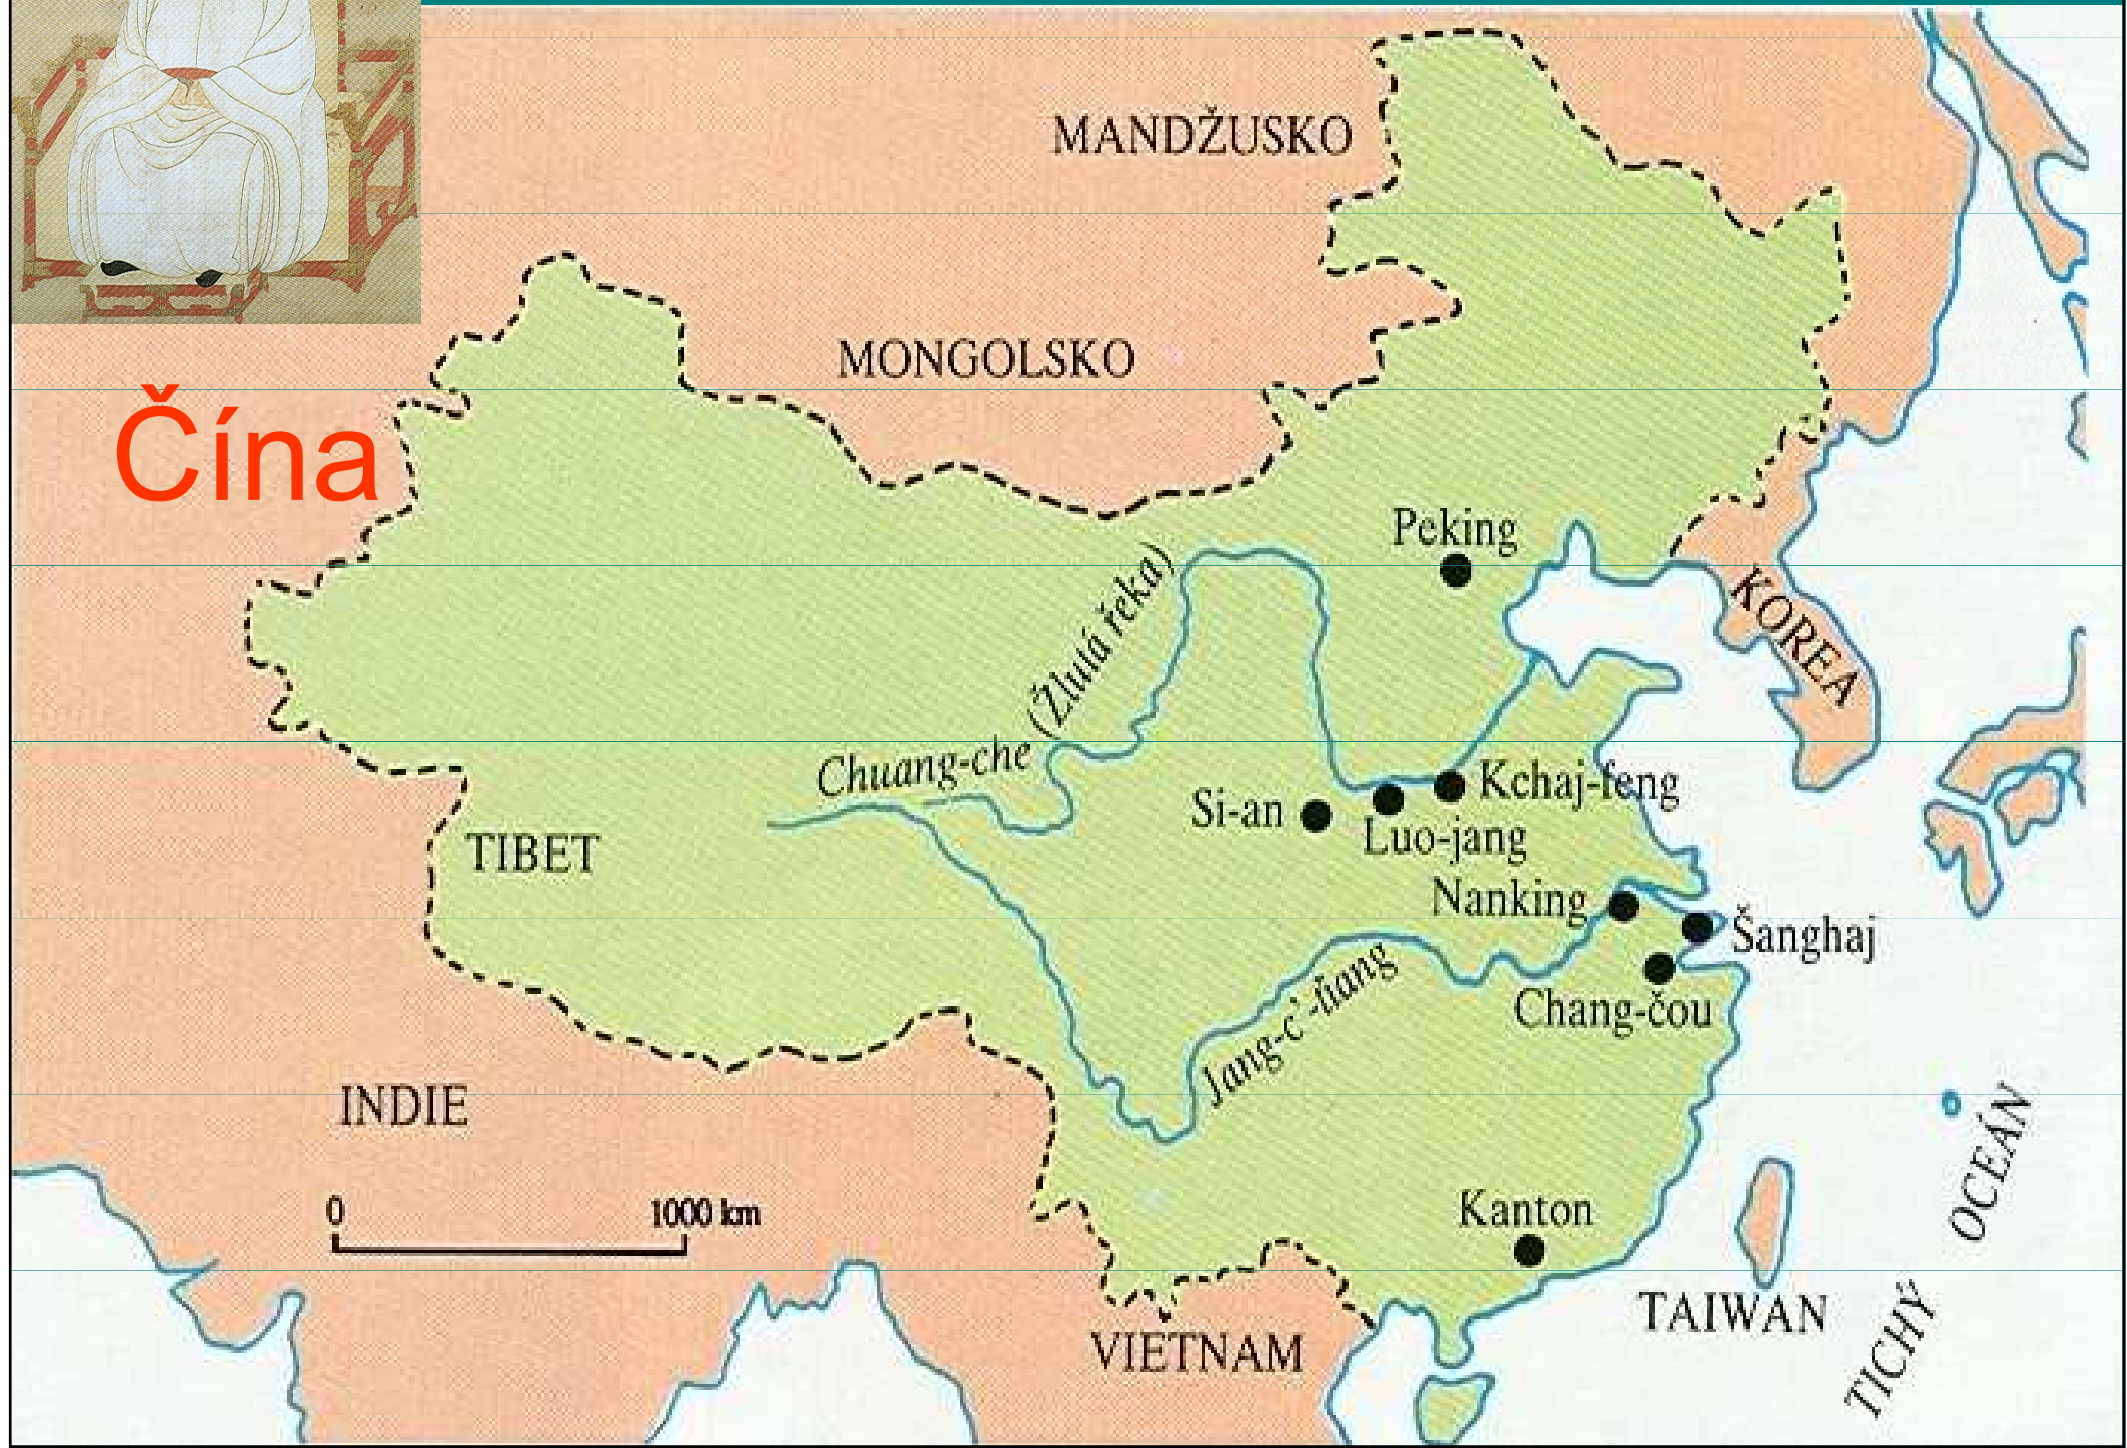 MANDŽUSKO
MONGOLSKO
Čína
Peking
KOREA
Chuang-che (Žlutá řeka)
Kchaj-feng
Si-an
Luo-jang
TIBET
Nanking
Šanghaj
Chang-čou
Jang-c'-ťiang
INDIE
0 1000 km
Kanton
TAIWAN
VIETNAM
TICHÝ OCEÁN